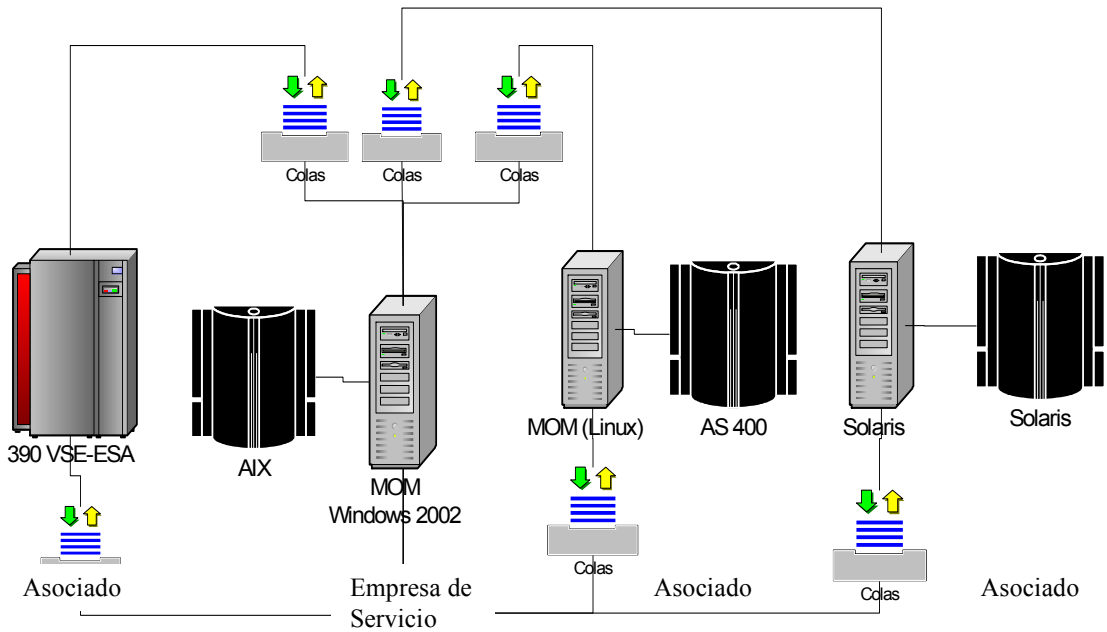 Colas
Colas
Colas
390 VSE-ESA
AIX
MOM
Windows 2002
MOM (Linux)
AS 400
Solaris
Solaris
Colas
Colas
Asociado
Empresa de
Servicio
Asociado
Asociado